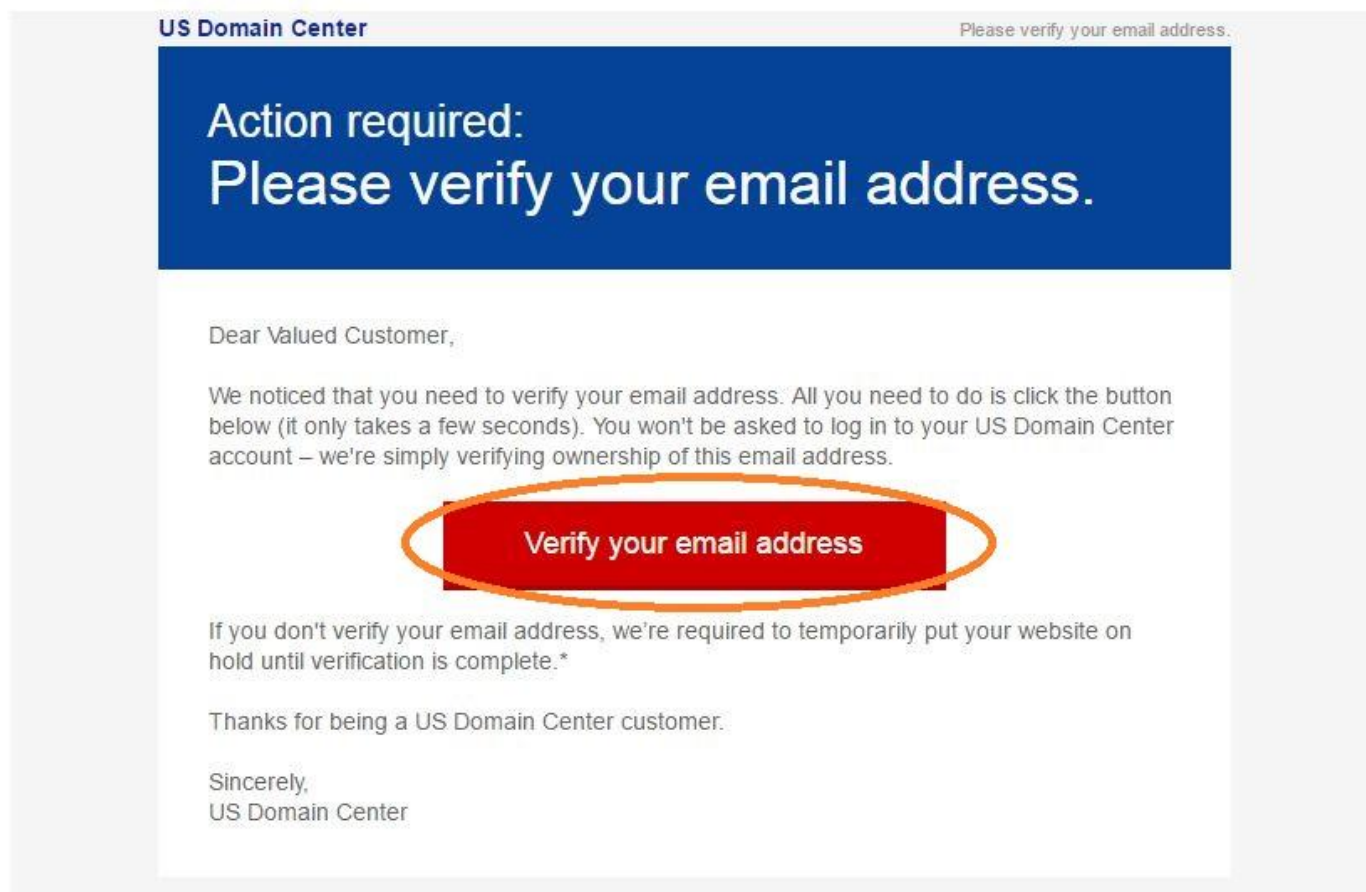 US Domain Center
Please verify your email address.
Action required:
Please verify your email address.
Dear Valued Customer,
We noticed that you need to verify your email address. All you need to do is click the button
below (it only takes a few seconds). You won't be asked to log in to your US Domain Center
account – we're simply verifying ownership of this email address.
Verify your email address
If you don't verify your email address, we’re required to temporarily put your website on
hold until verification is complete.*
Thanks for being a US Domain Center customer.
Sincerely,
US Domain Center